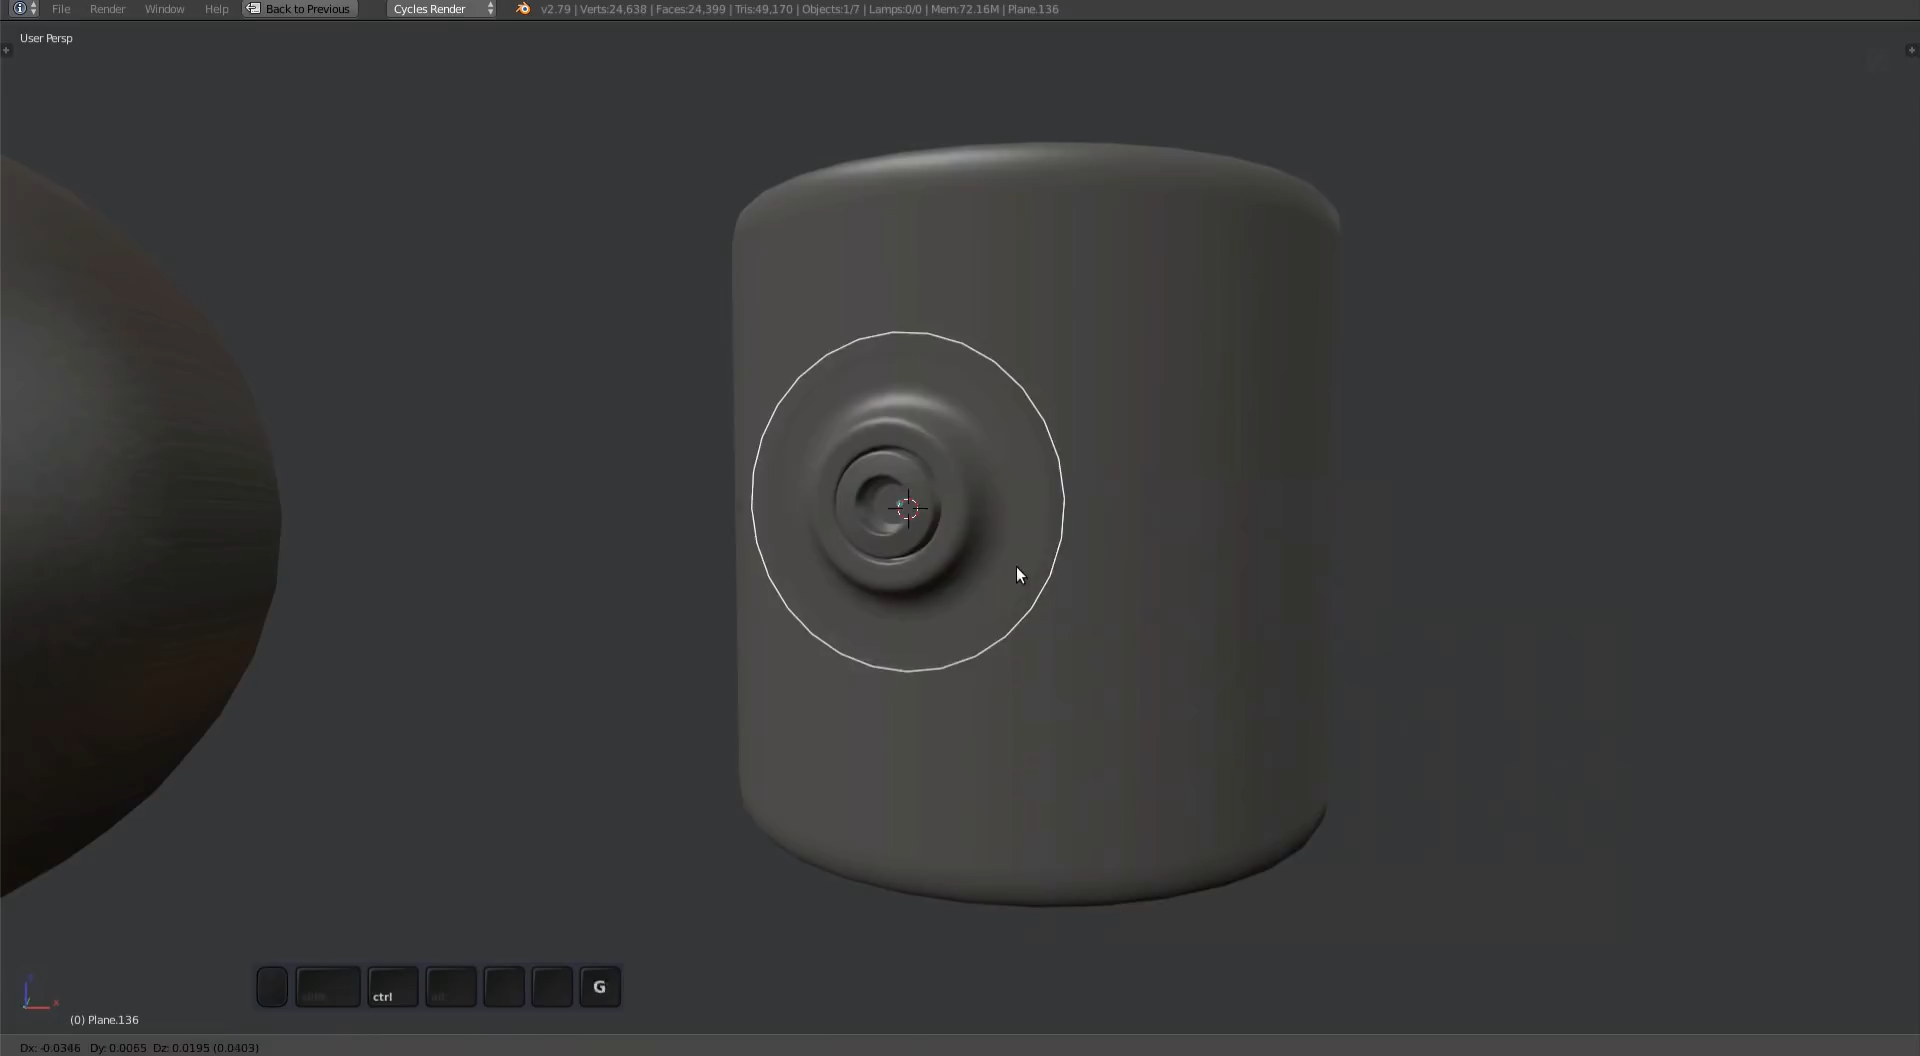 File Render Window Help Back to Previous Cycles Render v2.79 | Verts:24,638 | Faces:24,399 | Tris:49,170 | Objects:1/7 | Lamps:0/0 | Mem:72.16M | Plane.136
User Persp
ctrl G
(0) Plane.136
Dx: -0.0346 Dy: 0.0065 Dz: 0.0195 (0.0403)